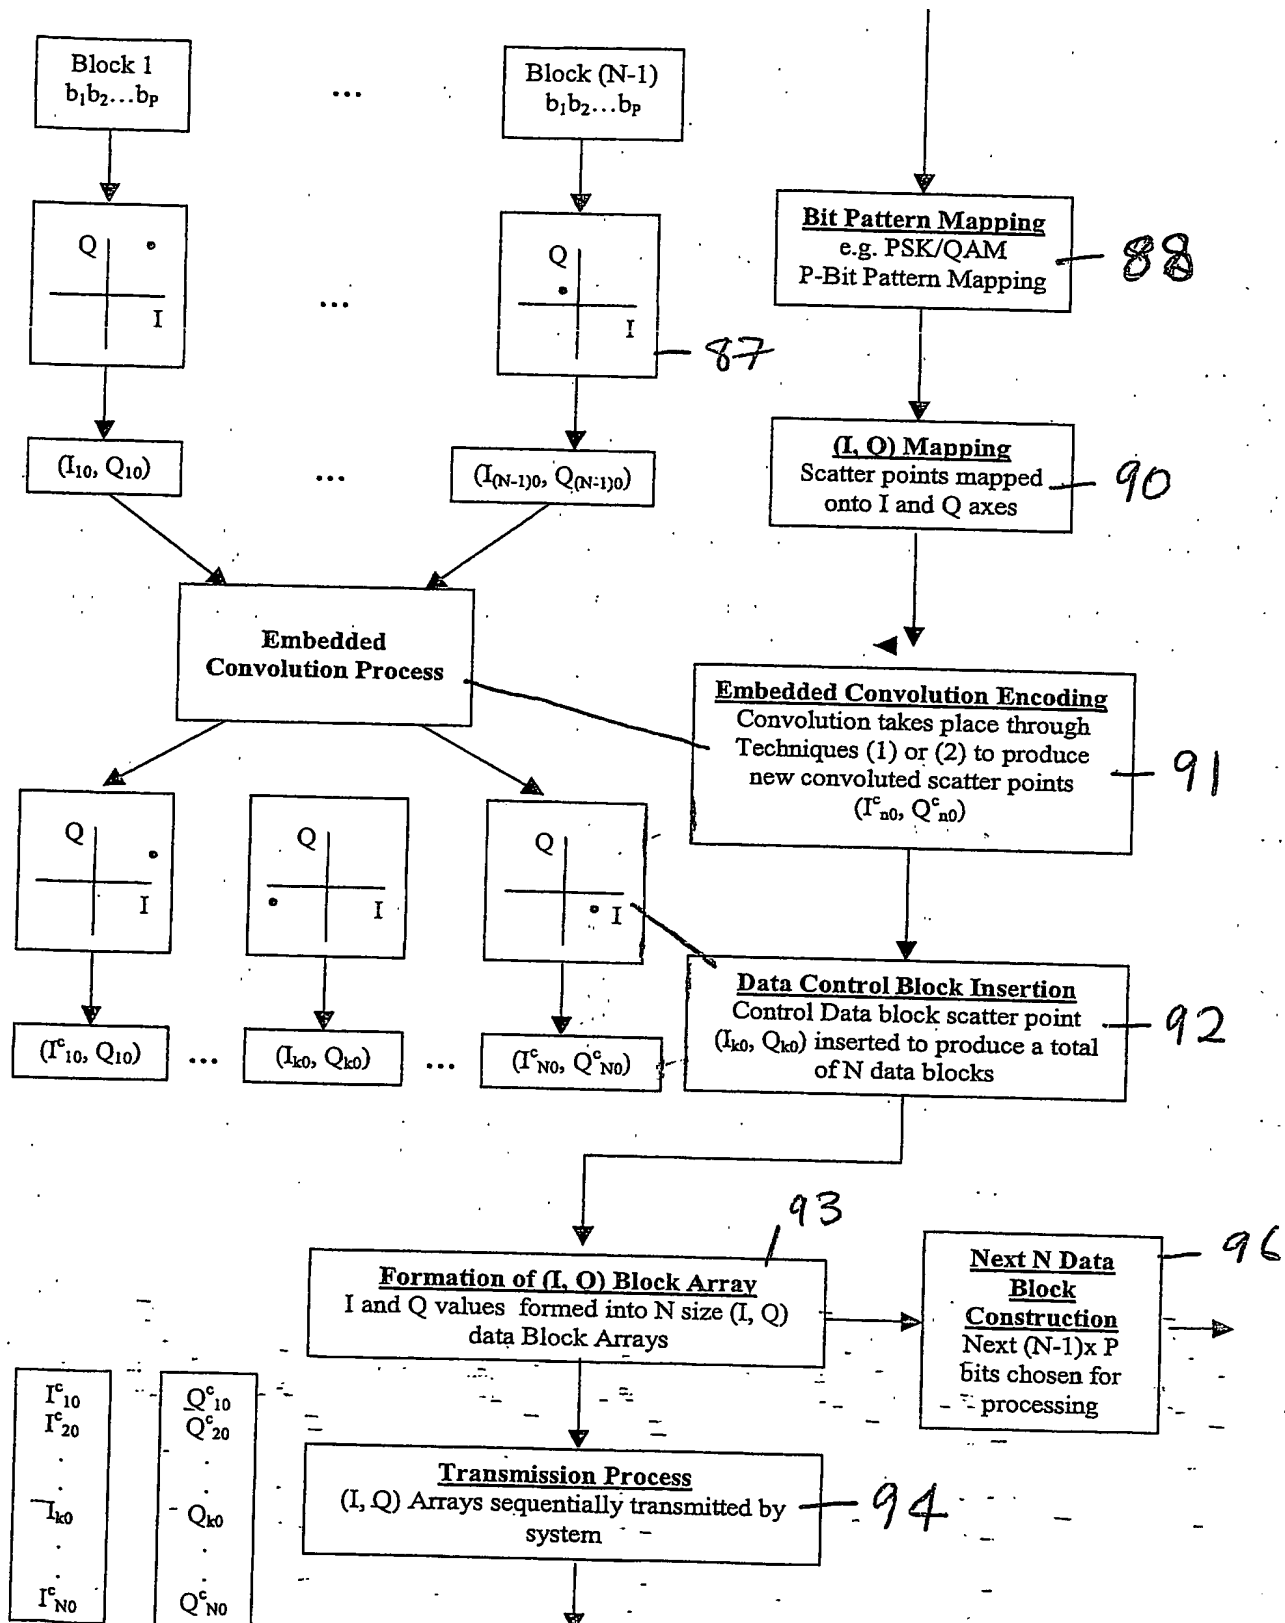 Block 1
b₁b₂...bₚ
...
Block (N-1)
b₁b₂...bₚ
Q
I
...
Q
I
87
(I₁₀, Q₁₀)
...
(I₍N-1₎₀, Q₍N-1₎₀)
Bit Pattern Mapping
e.g. PSK/QAM
P-Bit Pattern Mapping
88
(I, Q) Mapping
Scatter points mapped
onto I and Q axes
90
Embedded
Convolution Process
Embedded Convolution Encoding
Convolution takes place through
Techniques (1) or (2) to produce
new convoluted scatter points
(Iᶜn0, Qᶜn0)
91
Q
I
Q
I
Q
I
(Iᶜ10, Q10)
...
(Ik0, Qk0)
...
(IᶜN0, QᶜN0)
Data Control Block Insertion
Control Data block scatter point
(Ik0, Qk0) inserted to produce a total
of N data blocks
92
93
Formation of (I, Q) Block Array
I and Q values formed into N size (I, Q)
data Block Arrays
Next N Data
Block
Construction
Next (N-1)x P
bits chosen for
processing
96
Iᶜ10
Iᶜ20
.
.
Ik0
.
.
IᶜN0
Qᶜ10
Qᶜ20
.
.
Qk0
.
.
QᶜN0
Transmission Process
(I, Q) Arrays sequentially transmitted by
system
94